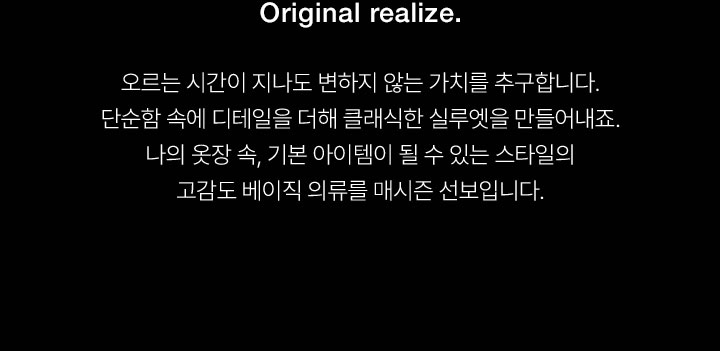 Original realize.
오르는 시간이 지나도 변하지 않는 가치를 추구합니다.
단순함 속에 디테일을 더해 클래식한 실루엣을 만들어내죠.
나의 옷장 속, 기본 아이템이 될 수 있는 스타일의
고감도 베이직 의류를 매시즌 선보입니다.